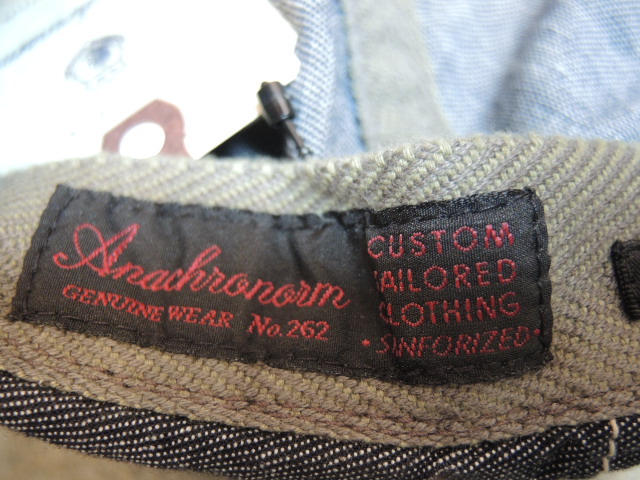 Anachronorm
GENUINE WEAR No.262
CUSTOM
TAILORED
CLOTHING
*SANFORIZED*